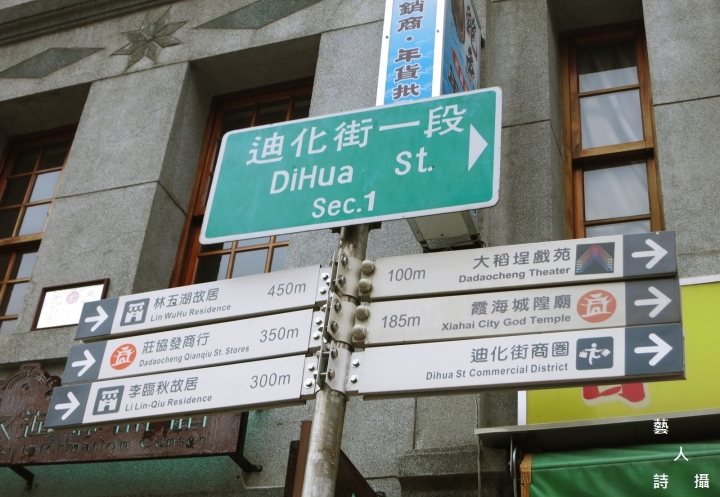 銷商·年貨批
迪化街一段
DiHua St.
Sec.1
林五湖故居 450m
Lin WuHu Residence
莊協發商行 350m
Dadaocheng Qianqiu St. Stores
李臨秋故居 300m
Li Lin-Qiu Residence
100m 大稻埕戲苑
Dadaocheng Theater
185m 霞海城隍廟
Xiahai City God Temple
迪化街商圈
Dihua St Commercial District
Information Center
藝
人
詩 攝